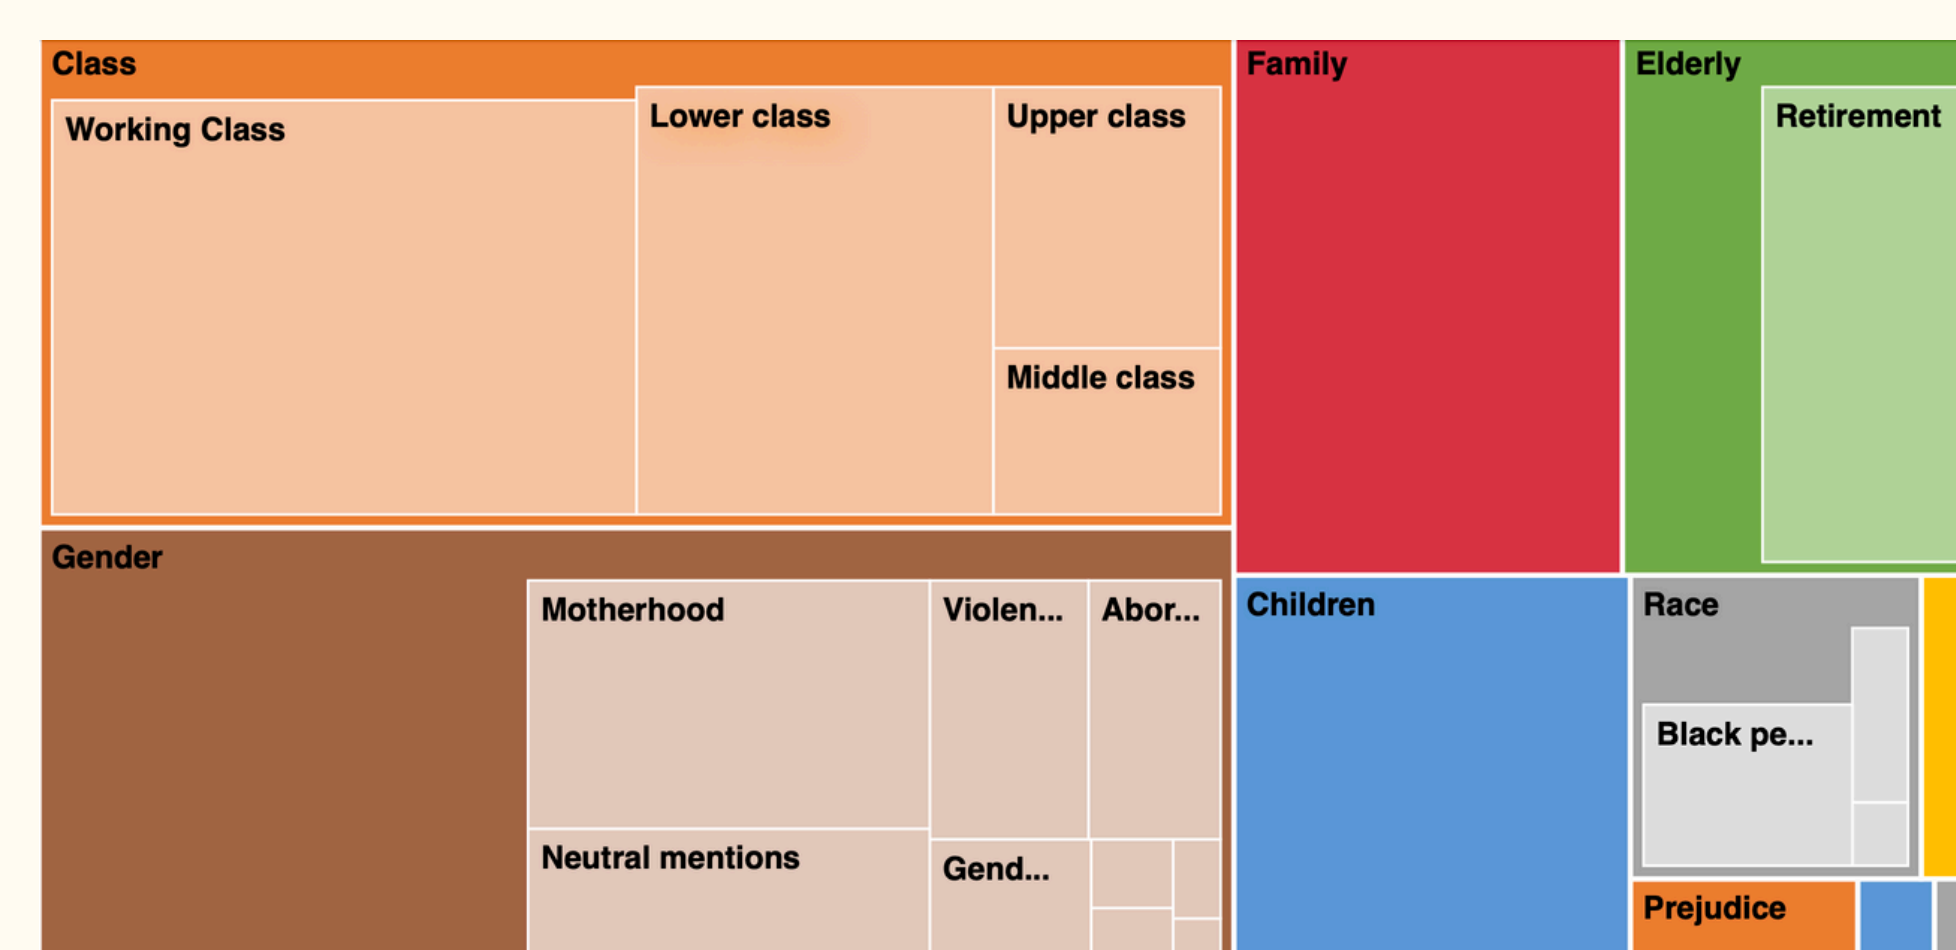 Class
Working Class
Lower class
Upper class
Middle class
Family
Elderly
Retirement
Gender
Motherhood
Violen...
Abor...
Neutral mentions
Gend...
Children
Race
Black pe...
Prejudice